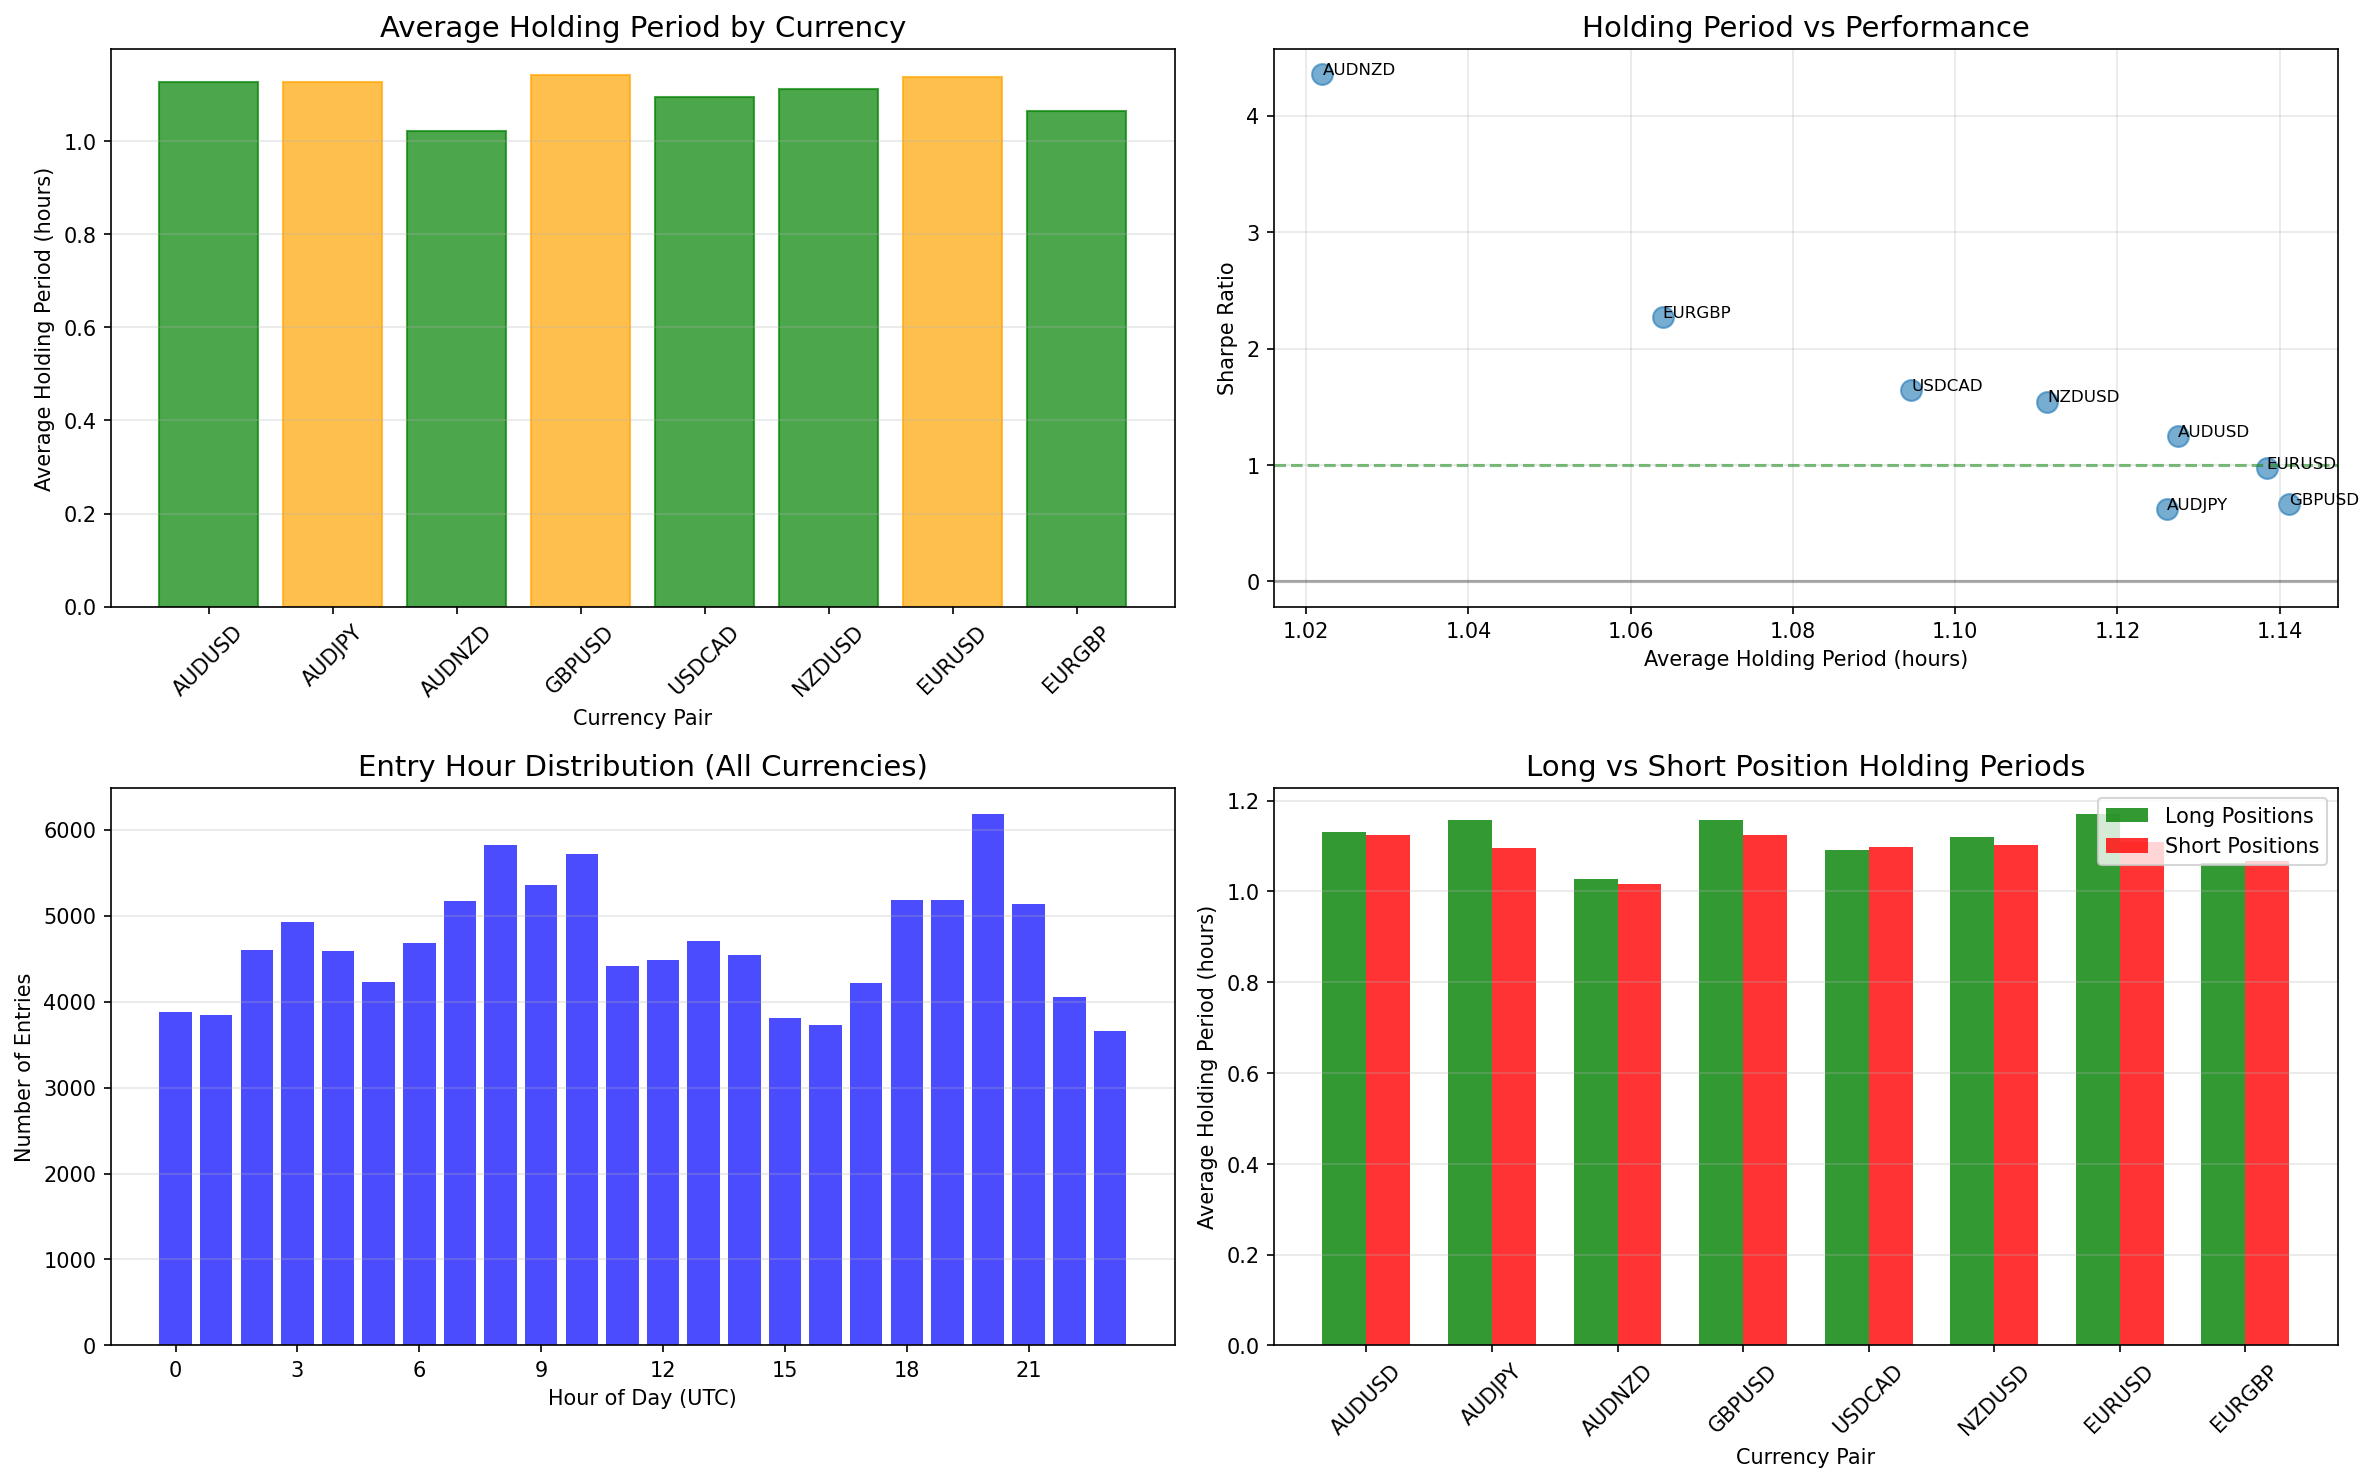 Average Holding Period by Currency
Average Holding Period (hours)
1.0
0.8
0.6
0.4
0.2
0.0
AUDUSD
AUDJPY
AUDNZD
GBPUSD
USDCAD
NZDUSD
EURUSD
EURGBP
Currency Pair
Holding Period vs Performance
Sharpe Ratio
4
3
2
1
0
AUDNZD
EURGBP
USDCAD
NZDUSD
AUDUSD
EURUSD
AUDJPY
GBPUSD
1.02 1.04 1.06 1.08 1.10 1.12 1.14
Average Holding Period (hours)
Entry Hour Distribution (All Currencies)
Number of Entries
6000
5000
4000
3000
2000
1000
0
0 3 6 9 12 15 18 21
Hour of Day (UTC)
Long vs Short Position Holding Periods
Average Holding Period (hours)
1.2
1.0
0.8
0.6
0.4
0.2
0.0
Long Positions
Short Positions
AUDUSD
AUDJPY
AUDNZD
GBPUSD
USDCAD
NZDUSD
EURUSD
EURGBP
Currency Pair